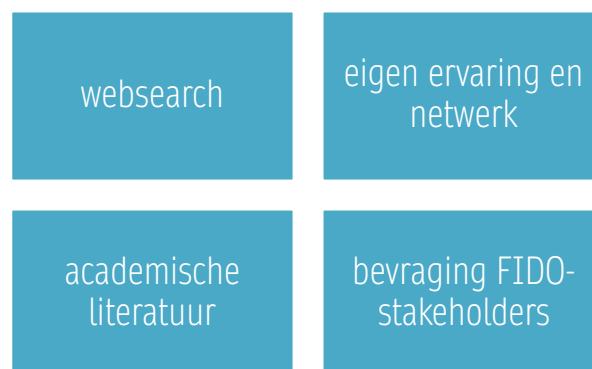 websearch
eigen ervaring en
netwerk
academische
literatuur
bevraging FIDO-
stakeholders